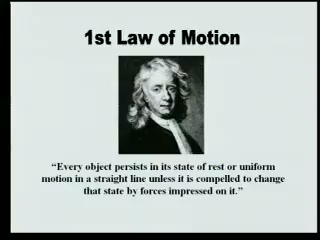 1st Law of Motion
“Every object persists in its state of rest or uniform
motion in a straight line unless it is compelled to change
that state by forces impressed on it.”